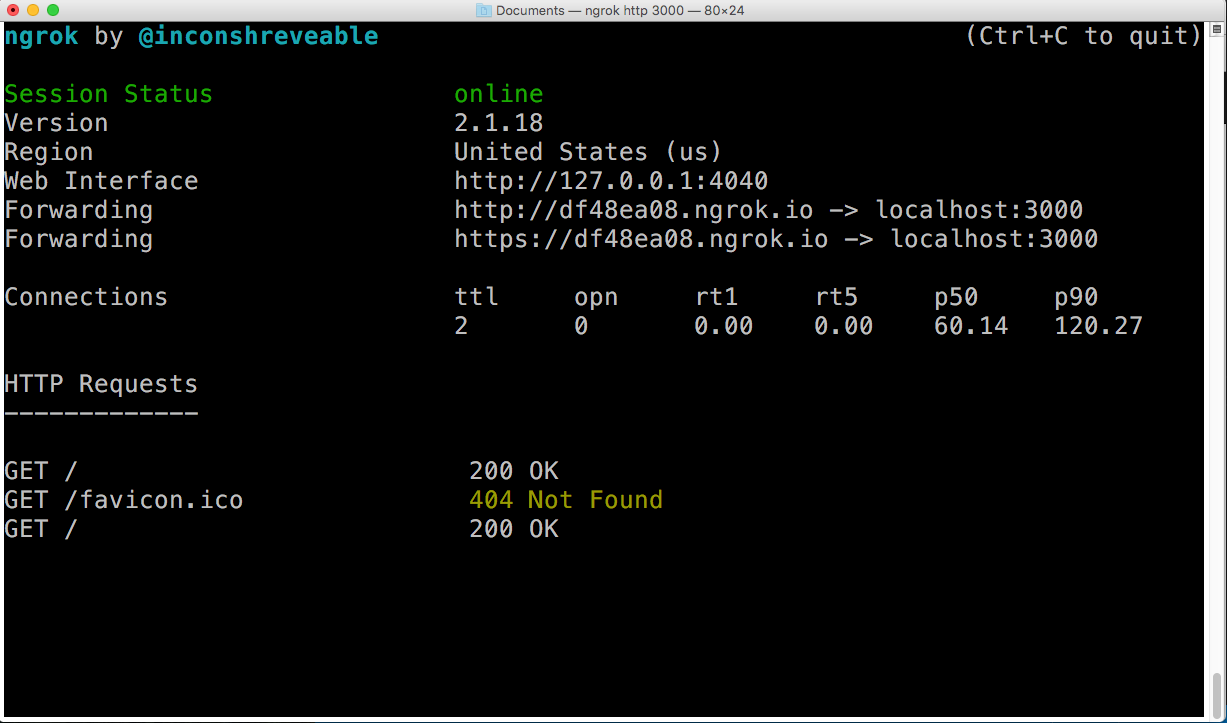 Documents — ngrok http 3000 — 80×24
ngrok by @inconshreveable (Ctrl+C to quit)
Session Status online
Version 2.1.18
Region United States (us)
Web Interface http://127.0.0.1:4040
Forwarding http://df48ea08.ngrok.io -> localhost:3000
Forwarding https://df48ea08.ngrok.io -> localhost:3000
Connections ttl opn rt1 rt5 p50 p90
2 0 0.00 0.00 60.14 120.27
HTTP Requests
-------------
GET / 200 OK
GET /favicon.ico 404 Not Found
GET / 200 OK